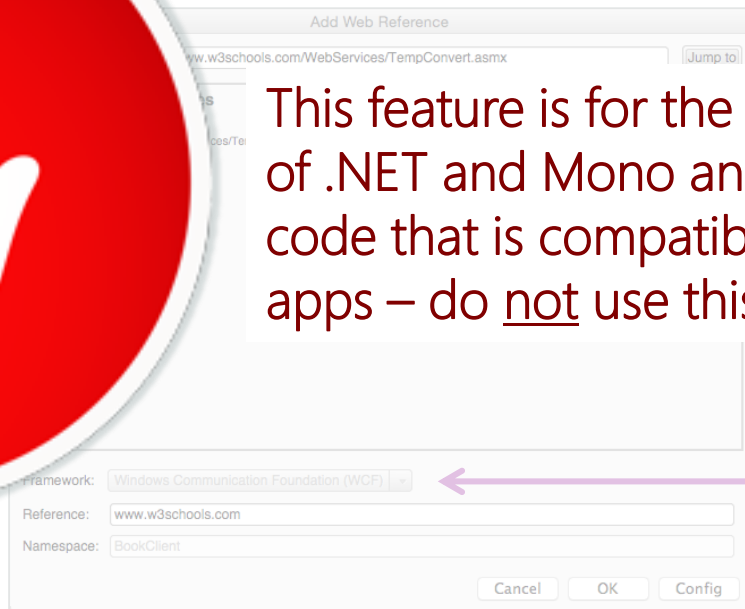 Add Web Reference
www.w3schools.com/WebServices/TempConvert.asmx
Jump to
This feature is for the
of .NET and Mono an
code that is compatib
apps – do not use this
Framework:
Windows Communication Foundation (WCF)
Reference:
www.w3schools.com
Namespace:
BookClient
Cancel
OK
Config